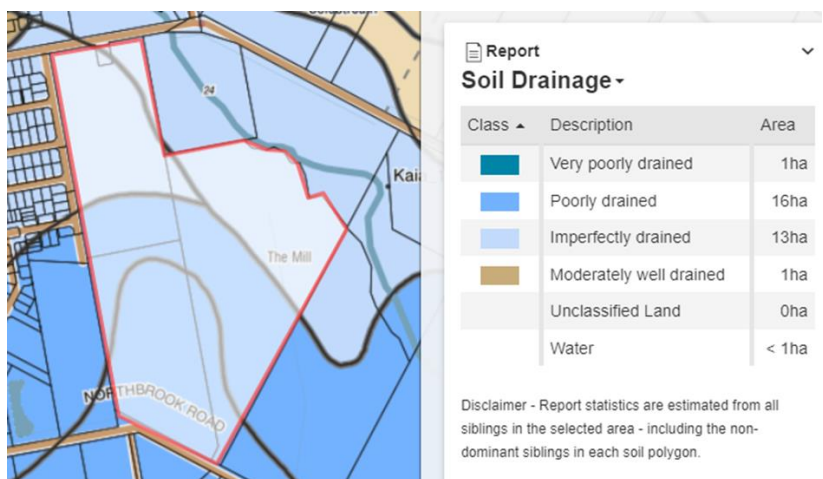 24
Kaia
The Mill
NORTHBROOK ROAD
Report
Soil Drainage
Class Description Area
Very poorly drained 1ha
Poorly drained 16ha
Imperfectly drained 13ha
Moderately well drained 1ha
Unclassified Land 0ha
Water < 1ha
Disclaimer - Report statistics are estimated from all
siblings in the selected area - including the non-
dominant siblings in each soil polygon.